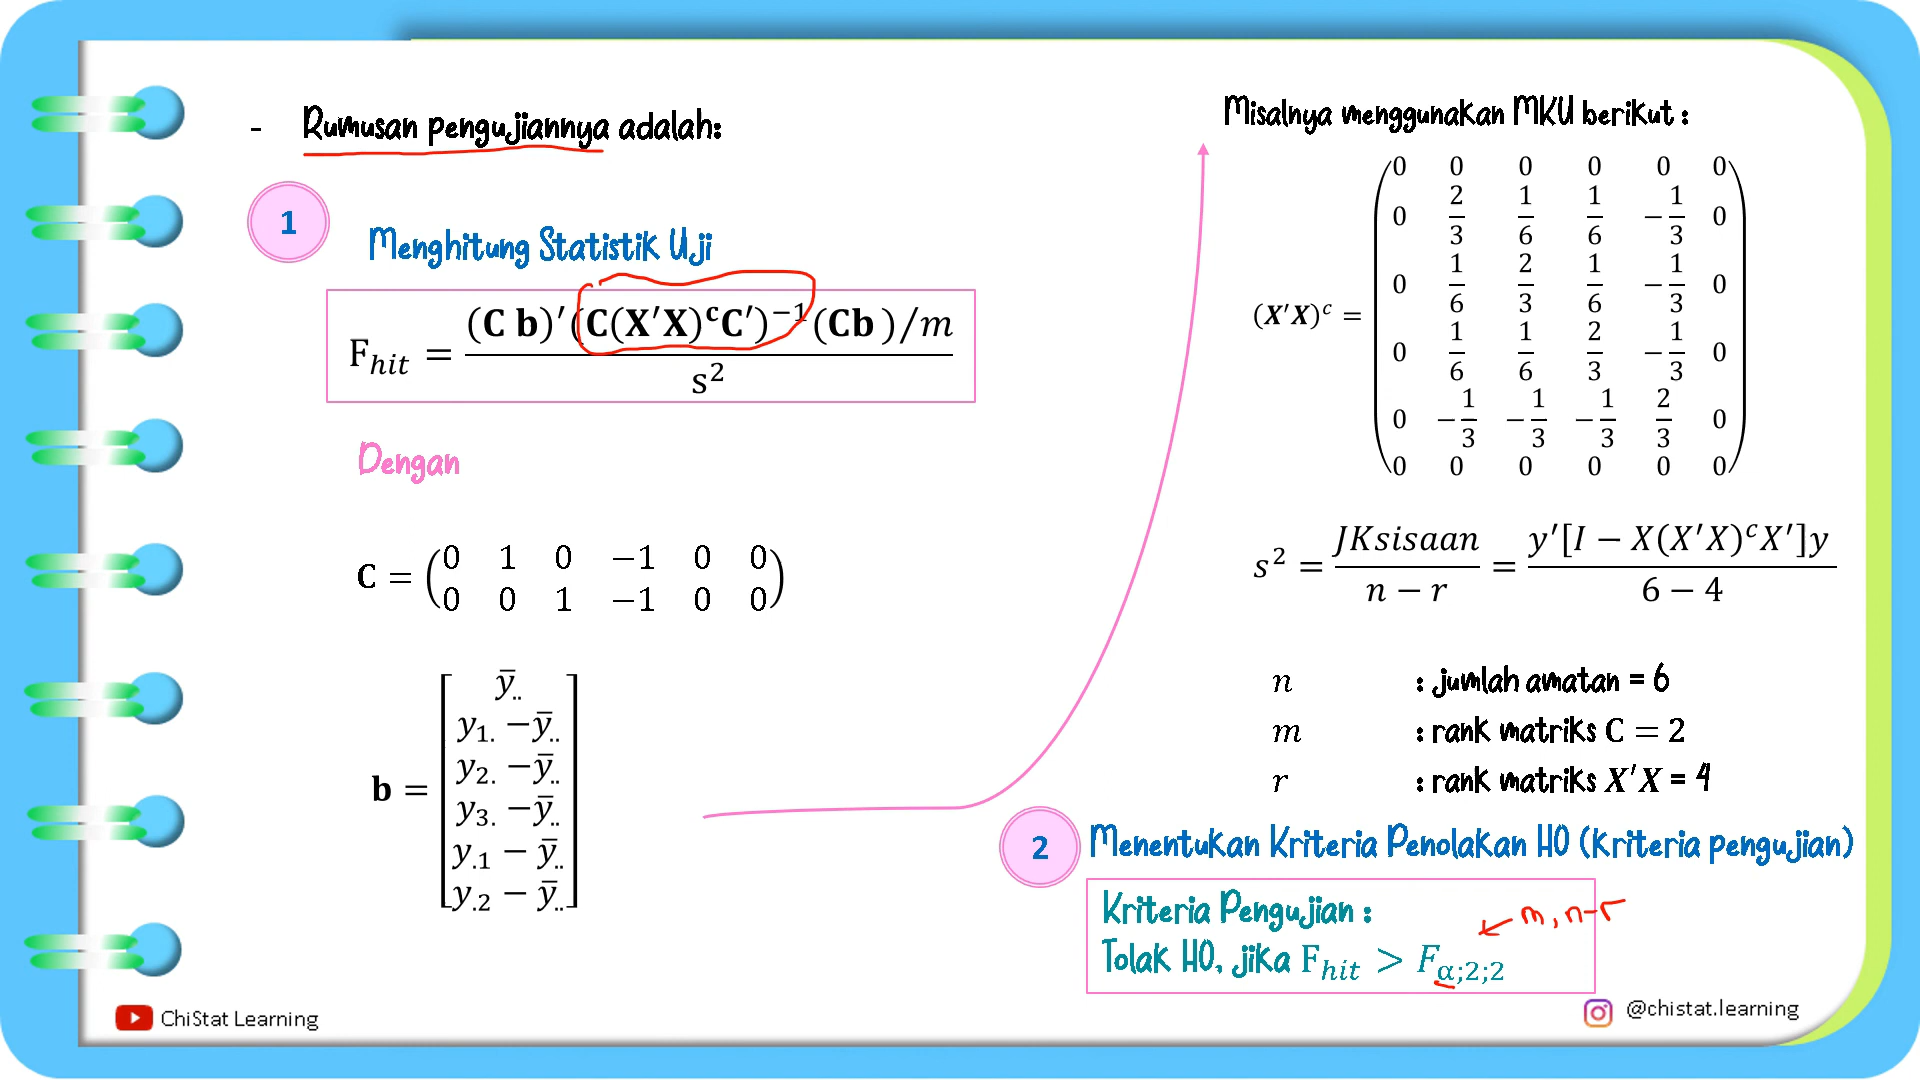 - Rumusan pengujiannya adalah:
1
Menghitung Statistik Uji
F_hit = (C b)′(C(X′X)^c C′)^−1 (Cb )/m / s²
Dengan
C = (0 1 0 −1 0 0
0 0 1 −1 0 0)
b = [ȳ..
y1. −ȳ..
y2. −ȳ..
y3. −ȳ..
y.1 − ȳ..
y.2 − ȳ..]
Misalnya menggunakan MKU berikut :
(X′X)^c = (0 0 0 0 0 0
0 2/3 1/6 1/6 −1/3 0
0 1/6 2/3 1/6 −1/3 0
0 1/6 1/6 2/3 −1/3 0
0 −1/3 −1/3 −1/3 2/3 0
0 0 0 0 0 0)
s² = JKsisaan / n − r = y′[I − X(X′X)^c X′]y / 6 − 4
n : jumlah amatan = 6
m : rank matriks C = 2
r : rank matriks X′X = 4
2
Menentukan Kriteria Penolakan H0 (kriteria pengujian)
Kriteria Pengujian :
← m, n-r
Tolak H0, jika F_hit > F_α;2;2
ChiStat Learning
@chistat.learning